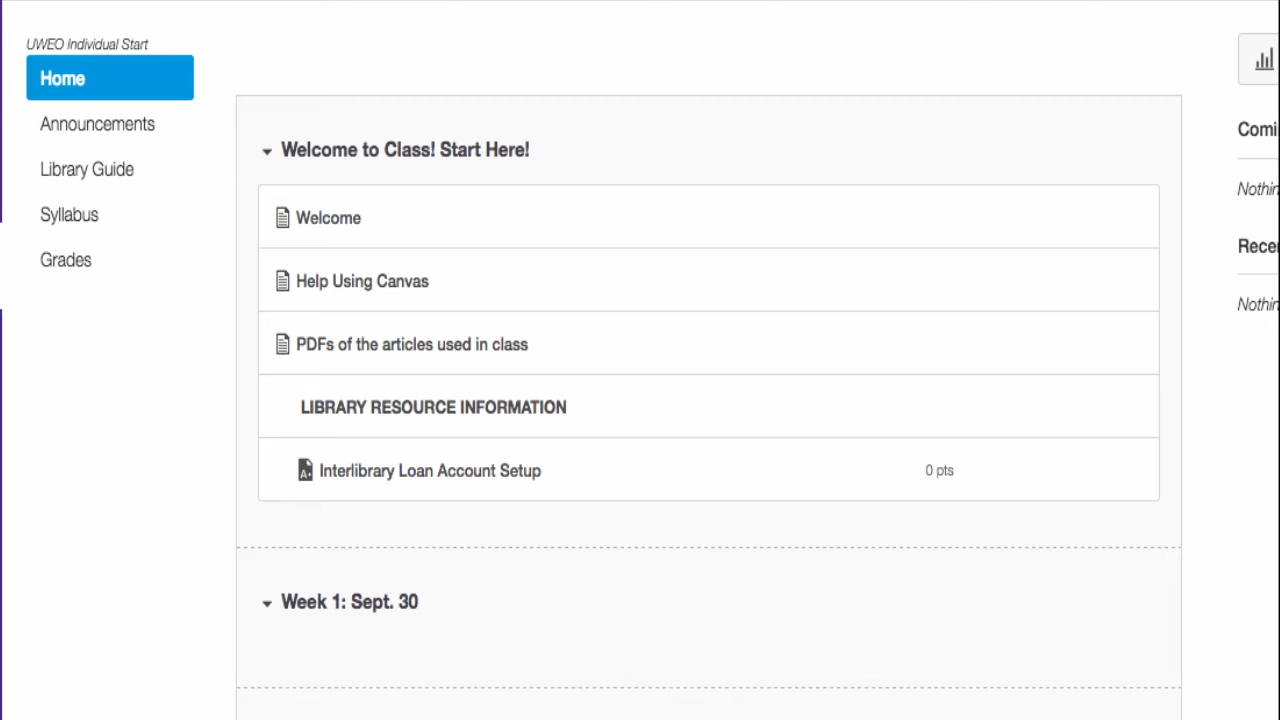 UWEO Individual Start
Home
Announcements
Library Guide
Syllabus
Grades
Welcome to Class! Start Here!
Welcome
Help Using Canvas
PDFs of the articles used in class
LIBRARY RESOURCE INFORMATION
Interlibrary Loan Account Setup 0 pts
Week 1: Sept. 30